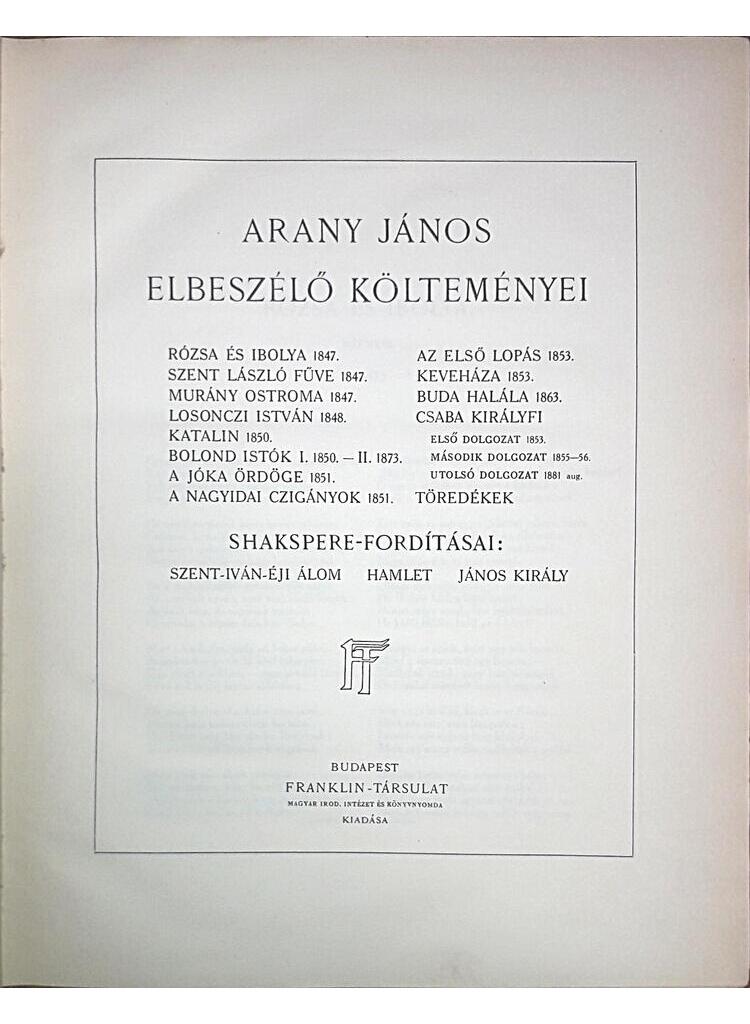 ARANY JÁNOS
ELBESZÉLŐ KÖLTEMÉNYEI
RÓZSA ÉS IBOLYA 1847.
SZENT LÁSZLÓ FŰVE 1847.
MURÁNY OSTROMA 1847.
LOSONCZI ISTVÁN 1848.
KATALIN 1850.
BOLOND ISTÓK I. 1850. – II. 1873.
A JÓKA ÖRDÖGE 1851.
A NAGYIDAI CZIGÁNYOK 1851.
AZ ELSŐ LOPÁS 1853.
KEVEHÁZA 1853.
BUDA HALÁLA 1863.
CSABA KIRÁLYFI
ELSŐ DOLGOZAT 1853.
MÁSODIK DOLGOZAT 1855–56.
UTOLSÓ DOLGOZAT 1881 aug.
TÖREDÉKEK
SHAKSPERE-FORDÍTÁSAI:
SZENT-IVÁN-ÉJI ÁLOM HAMLET JÁNOS KIRÁLY
FT
BUDAPEST
FRANKLIN-TÁRSULAT
MAGYAR IROD. INTÉZET ÉS KÖNYVNYOMDA
KIADÁSA